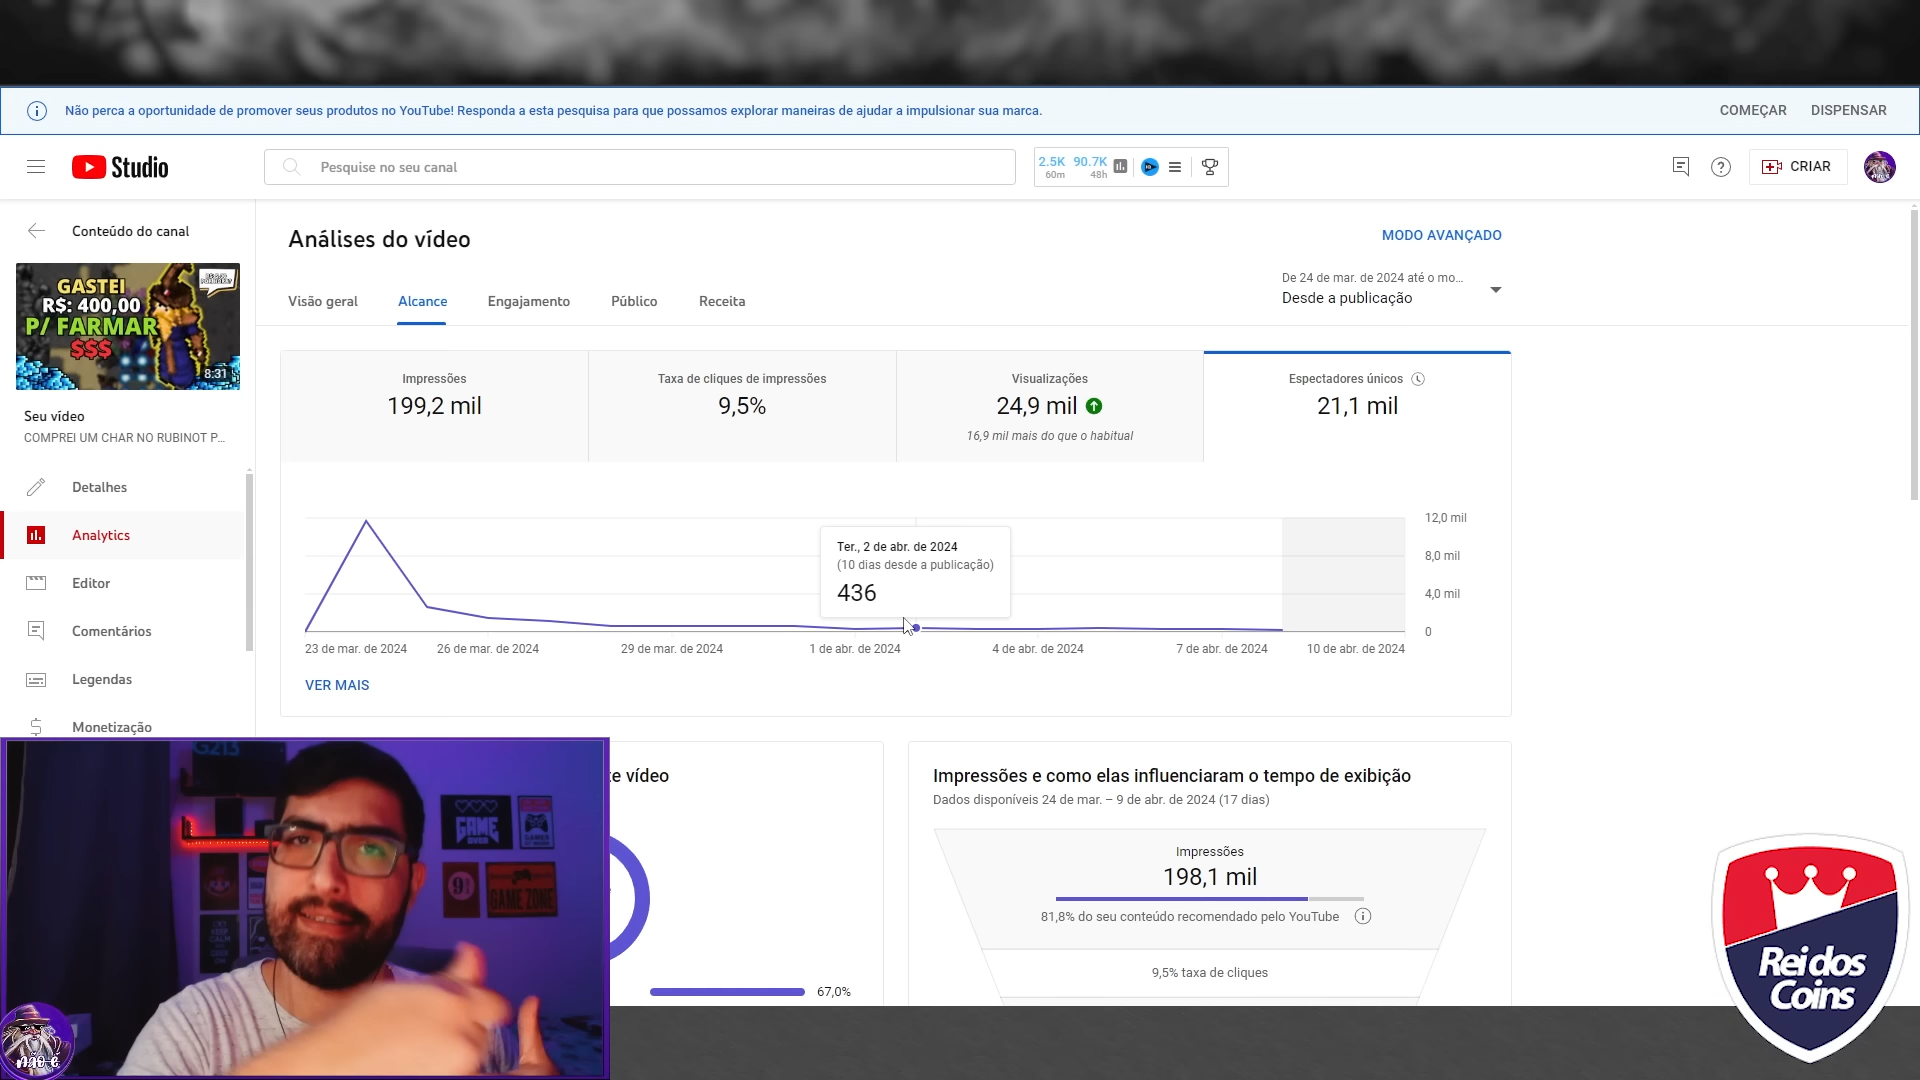 Não perca a oportunidade de promover seus produtos no YouTube! Responda a esta pesquisa para que possamos explorar maneiras de ajudar a impulsionar sua marca.
COMEÇAR
DISPENSAR
Studio
Pesquise no seu canal
2.5K 90.7K
60m 48h
CRIAR
Conteúdo do canal
GASTEI
R$: 400,00
P/ FARMAR
$$$
8:31
Seu vídeo
COMPREI UM CHAR NO RUBINOT P...
Detalhes
Analytics
Editor
Comentários
Legendas
Monetização
Análises do vídeo
MODO AVANÇADO
De 24 de mar. de 2024 até o mo...
Desde a publicação
Visão geral
Alcance
Engajamento
Público
Receita
Impressões
199,2 mil
Taxa de cliques de impressões
9,5%
Visualizações
24,9 mil
16,9 mil mais do que o habitual
Espectadores únicos
21,1 mil
Ter., 2 de abr. de 2024
(10 dias desde a publicação)
436
12,0 mil
8,0 mil
4,0 mil
0
23 de mar. de 2024
26 de mar. de 2024
29 de mar. de 2024
1 de abr. de 2024
4 de abr. de 2024
7 de abr. de 2024
10 de abr. de 2024
VER MAIS
te vídeo
67,0%
Impressões e como elas influenciaram o tempo de exibição
Dados disponíveis 24 de mar. – 9 de abr. de 2024 (17 dias)
Impressões
198,1 mil
81,8% do seu conteúdo recomendado pelo YouTube
9,5% taxa de cliques
G213
GAME
OVER
GAME ZONE
KEEP
CALM
Rei dos
Coins